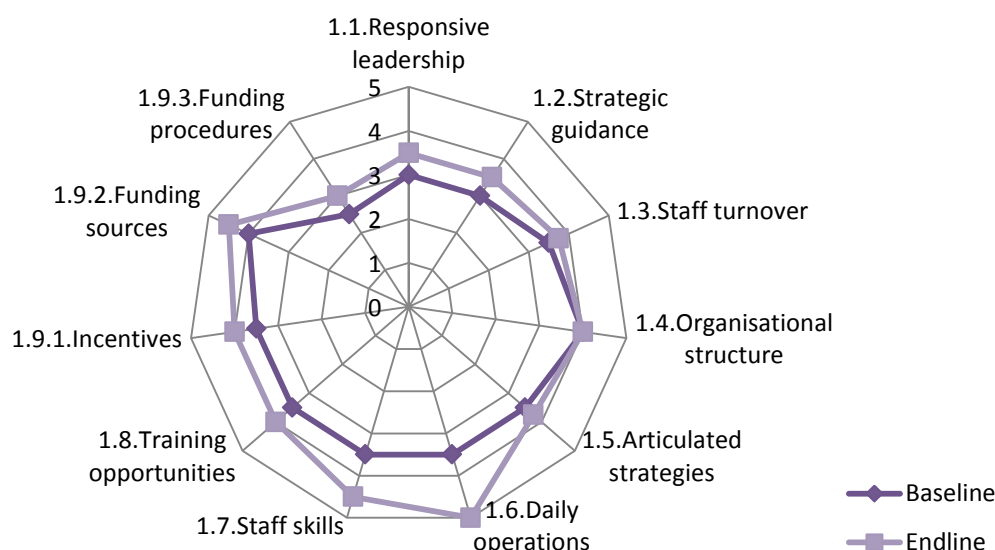 1.1.Responsive
leadership
1.2.Strategic
guidance
1.3.Staff turnover
1.4.Organisational
structure
1.5.Articulated
strategies
1.6.Daily
operations
1.7.Staff skills
1.8.Training
opportunities
1.9.1.Incentives
1.9.2.Funding
sources
1.9.3.Funding
procedures
5
4
3
2
1
0
Baseline
Endline